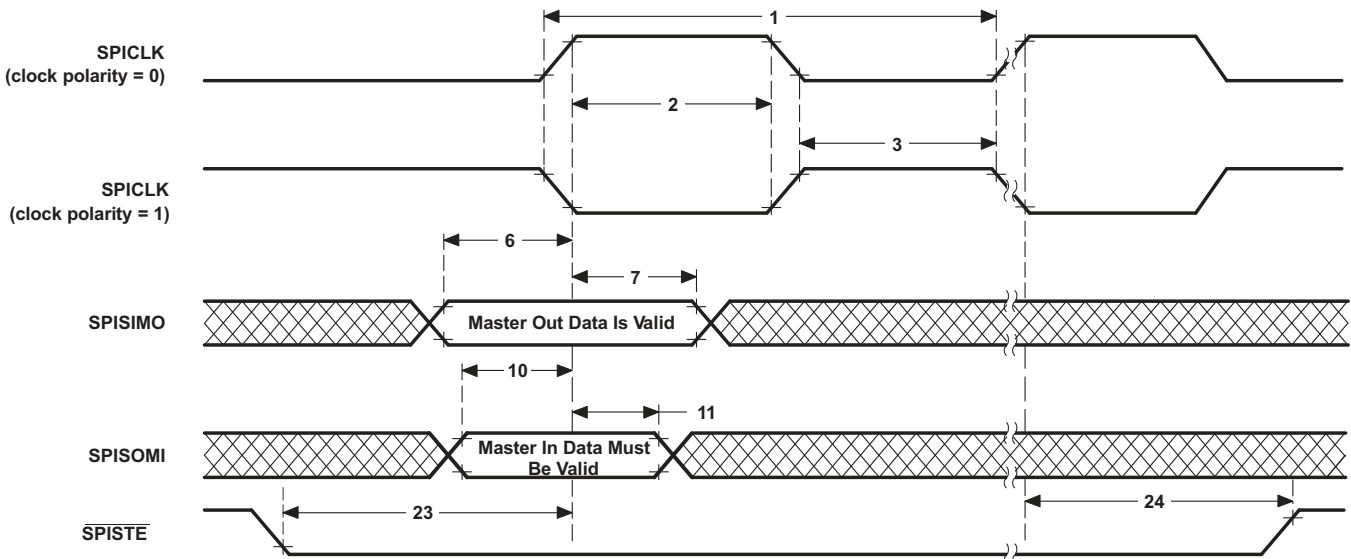 1
SPICLK
(clock polarity = 0)
2
3
SPICLK
(clock polarity = 1)
6
7
SPISIMO
Master Out Data Is Valid
10
11
SPISOMI
Master In Data Must
Be Valid
23
24
SPISTE